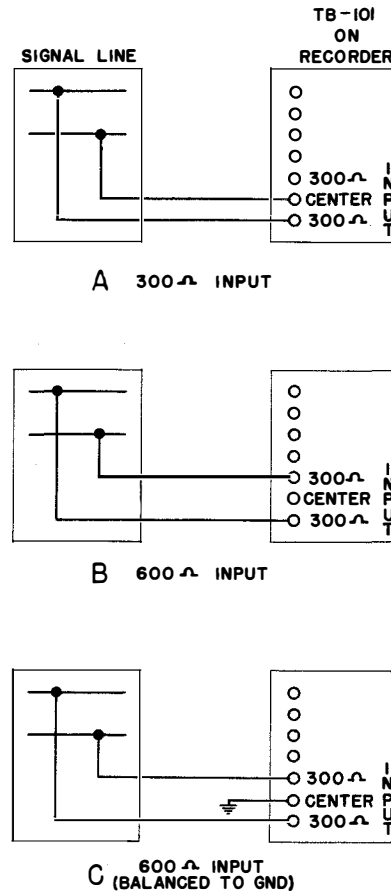 TB-101
ON
RECORDER
SIGNAL LINE
300Ω
CENTER
300Ω
INPUT
A 300Ω INPUT
300Ω
CENTER
300Ω
INPUT
B 600Ω INPUT
300Ω
CENTER
300Ω
INPUT
C 600Ω INPUT
(BALANCED TO GND)